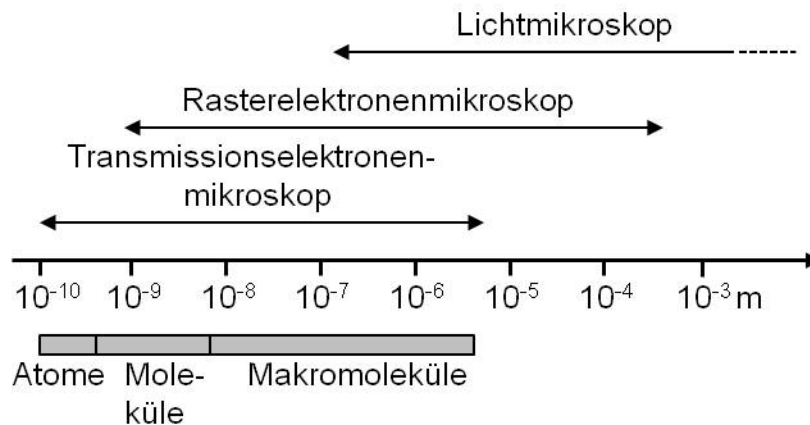 Lichtmikroskop
Rasterelektronenmikroskop
Transmissionselektronen-
mikroskop
10⁻¹⁰ 10⁻⁹ 10⁻⁸ 10⁻⁷ 10⁻⁶ 10⁻⁵ 10⁻⁴ 10⁻³ m
Atome Mole- Makromoleküle
küle